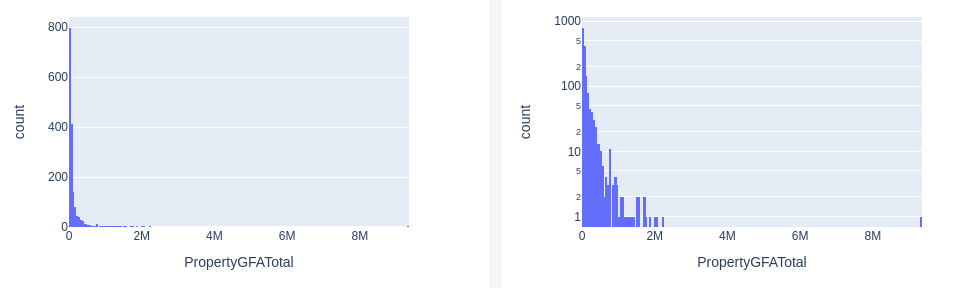 800
600
400
200
0
count
0
2M
4M
6M
8M
PropertyGFATotal
1000
5
2
100
5
2
10
5
2
1
count
0
2M
4M
6M
8M
PropertyGFATotal